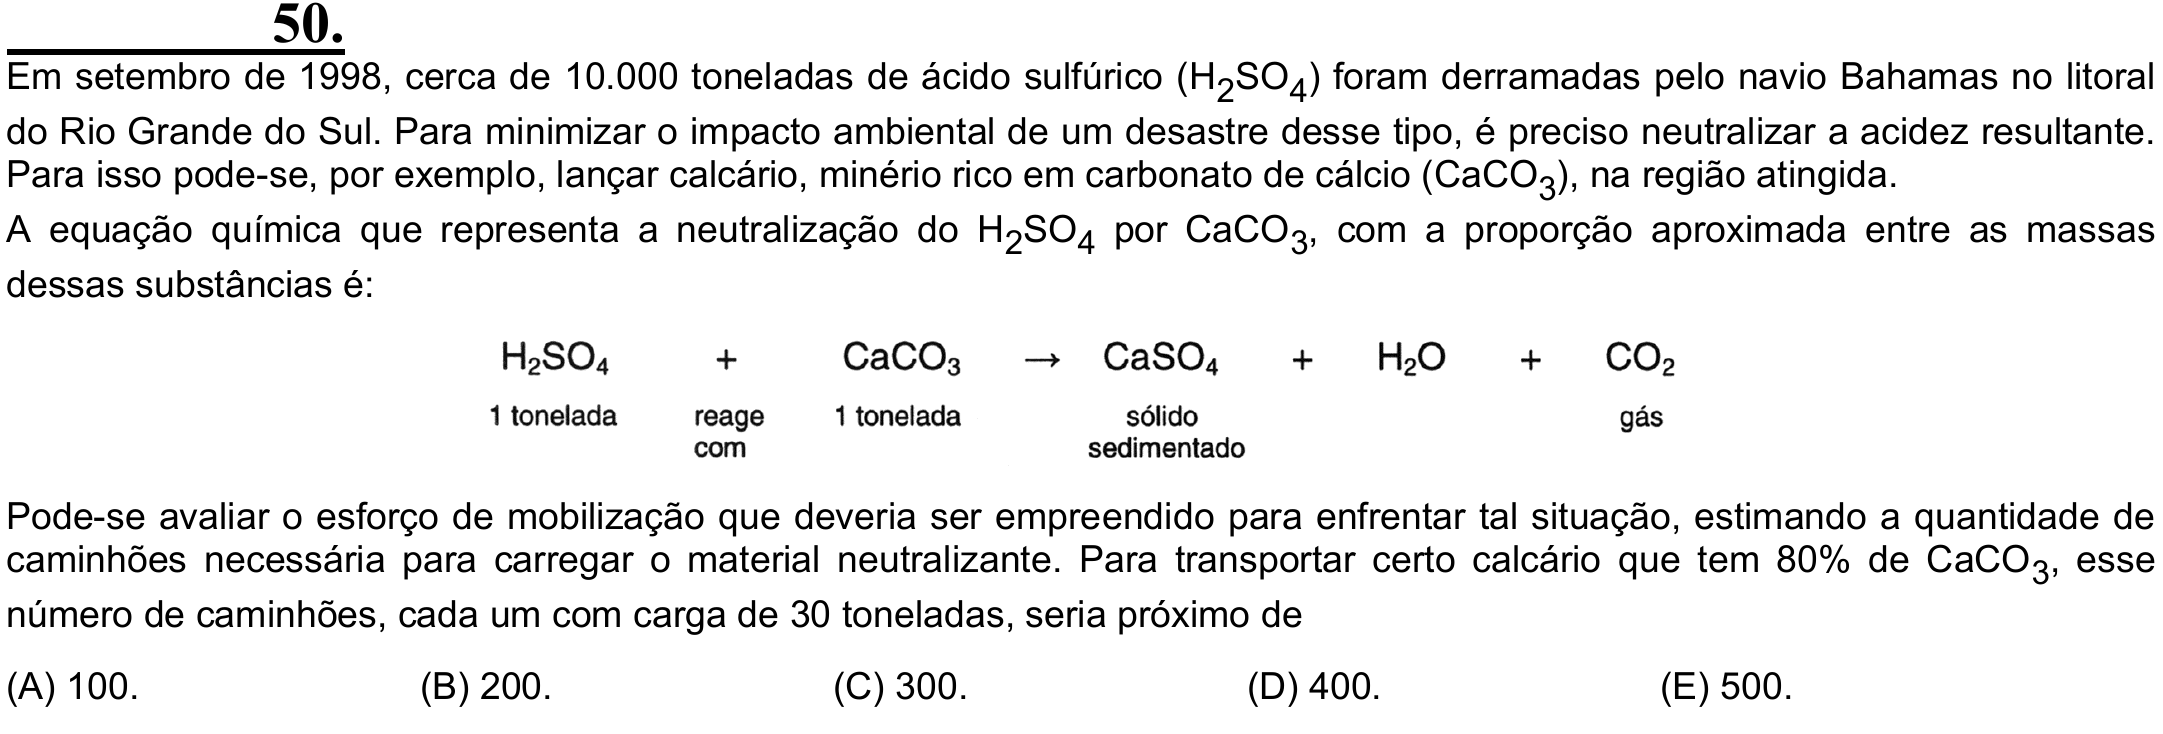 50.
Em setembro de 1998, cerca de 10.000 toneladas de ácido sulfúrico (H₂SO₄) foram derramadas pelo navio Bahamas no litoral
do Rio Grande do Sul. Para minimizar o impacto ambiental de um desastre desse tipo, é preciso neutralizar a acidez resultante.
Para isso pode-se, por exemplo, lançar calcário, minério rico em carbonato de cálcio (CaCO₃), na região atingida.
A equação química que representa a neutralização do H₂SO₄ por CaCO₃, com a proporção aproximada entre as massas
dessas substâncias é:
H₂SO₄ + CaCO₃ → CaSO₄ + H₂O + CO₂
1 tonelada reage 1 tonelada sólido gás
com sedimentado
Pode-se avaliar o esforço de mobilização que deveria ser empreendido para enfrentar tal situação, estimando a quantidade de
caminhões necessária para carregar o material neutralizante. Para transportar certo calcário que tem 80% de CaCO₃, esse
número de caminhões, cada um com carga de 30 toneladas, seria próximo de
(A) 100. (B) 200. (C) 300. (D) 400. (E) 500.